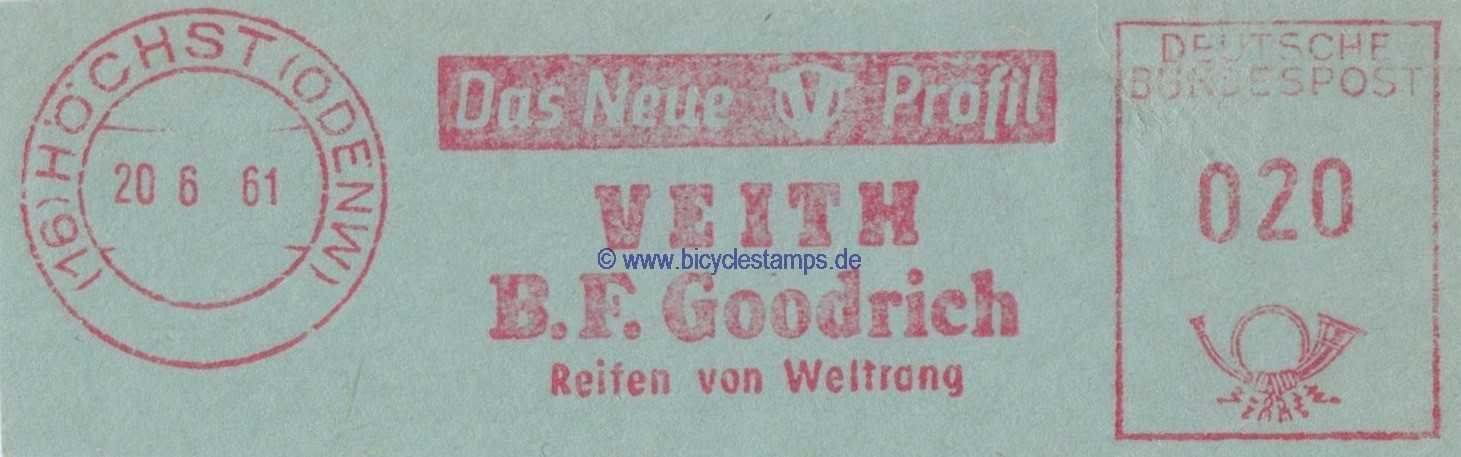 (16) HÖCHST (ODENW)
20 6 61
Das Neue V Profil
VEITH
B.F. Goodrich
Reifen von Weltrang
DEUTSCHE
BUNDESPOST
020
© www.bicyclestamps.de